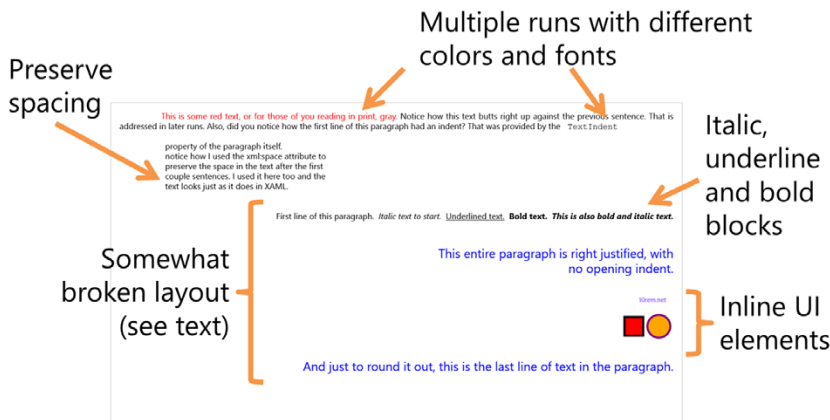 Multiple runs with different
colors and fonts
Preserve
spacing
This is some red text, or for those of you reading in print, gray. Notice how this text butts right up against the previous sentence. That is
addressed in later runs. Also, did you notice how the first line of this paragraph had an indent? That was provided by the TextIndent
property of the paragraph itself.
notice how I used the xml:space attribute to
preserve the space in the text after the first
couple sentences. I used it here too and the
text looks just as it does in XAML.
Italic,
underline
and bold
blocks
First line of this paragraph. Italic text to start. Underlined text. Bold text. This is also bold and italic text.
Somewhat
broken layout
(see text)
This entire paragraph is right justified, with
no opening indent.
10rem.net
Inline UI
elements
And just to round it out, this is the last line of text in the paragraph.